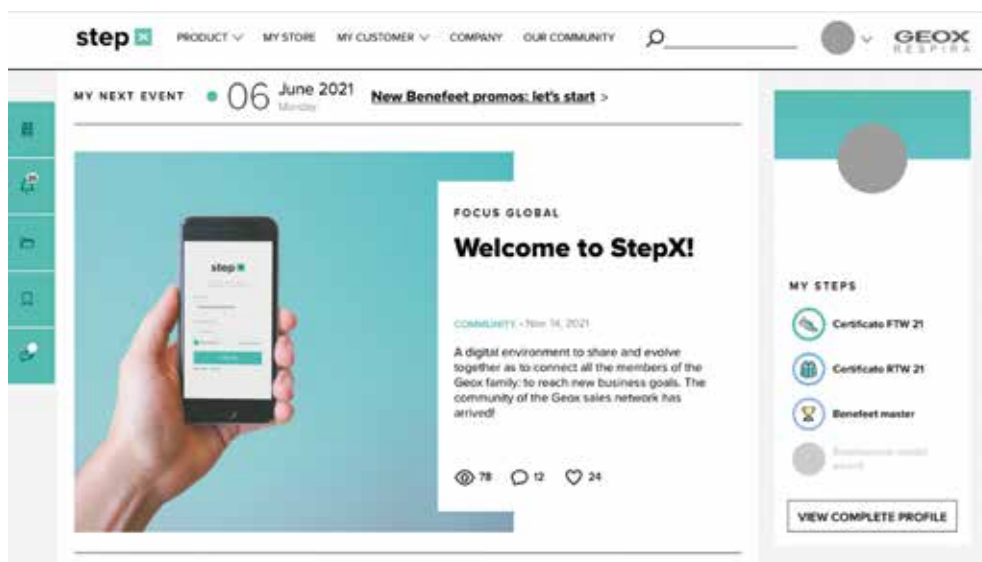 step X
PRODUCT
MY STORE
MY CUSTOMER
COMPANY
OUR COMMUNITY
GEOX
RESPIRA
MY NEXT EVENT
06
June 2021
Monday
New Benefeet promos: let's start >
step
FOCUS GLOBAL
Welcome to StepX!
COMMUNITY - Nov 14, 2021
A digital environment to share and evolve
together as to connect all the members of the
Geox family: to reach new business goals. The
community of the Geox sales network has
arrived!
78
12
24
MY STEPS
Certificato FTW 21
Certificato RTW 21
Benefeet master
award
VIEW COMPLETE PROFILE